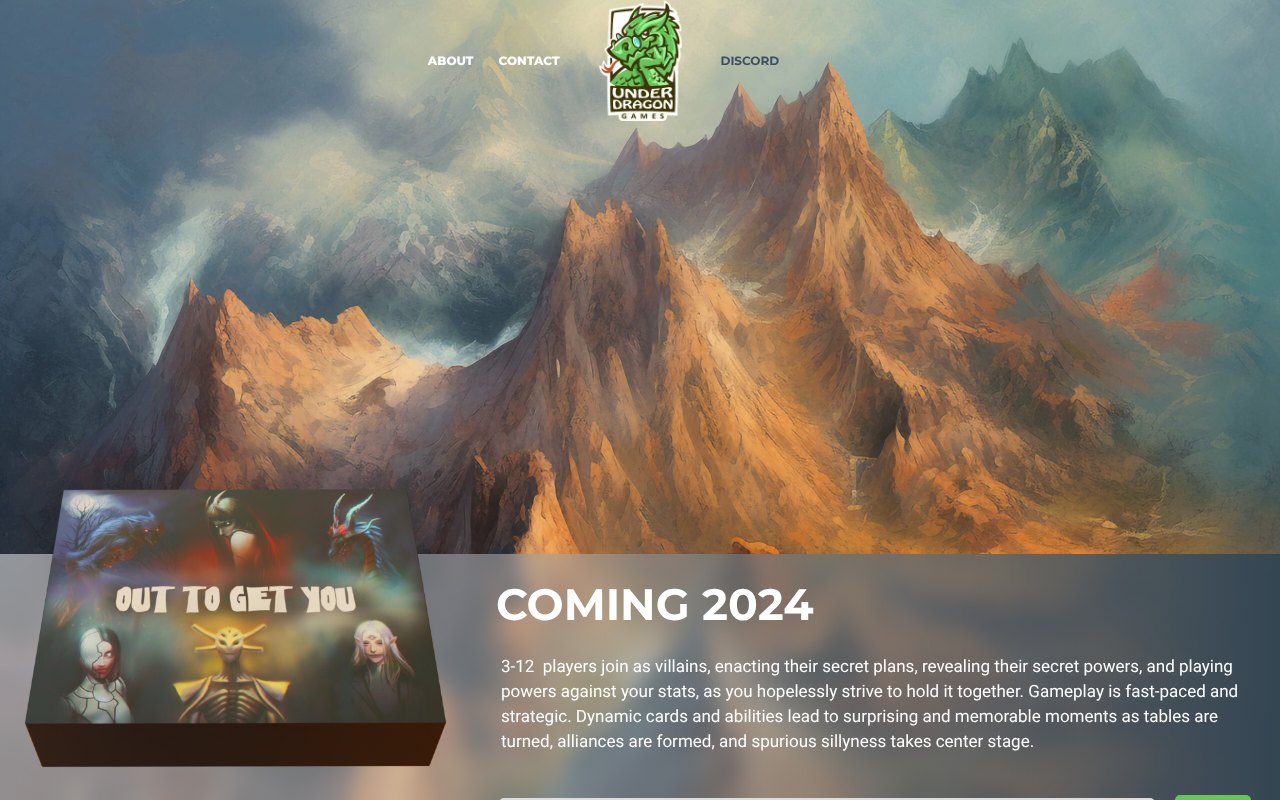 ABOUT CONTACT DISCORD
UNDER
DRAGON
GAMES
OUT TO GET YOU
COMING 2024
3-12 players join as villains, enacting their secret plans, revealing their secret powers, and playing
powers against your stats, as you hopelessly strive to hold it together. Gameplay is fast-paced and
strategic. Dynamic cards and abilities lead to surprising and memorable moments as tables are
turned, alliances are formed, and spurious sillyness takes center stage.